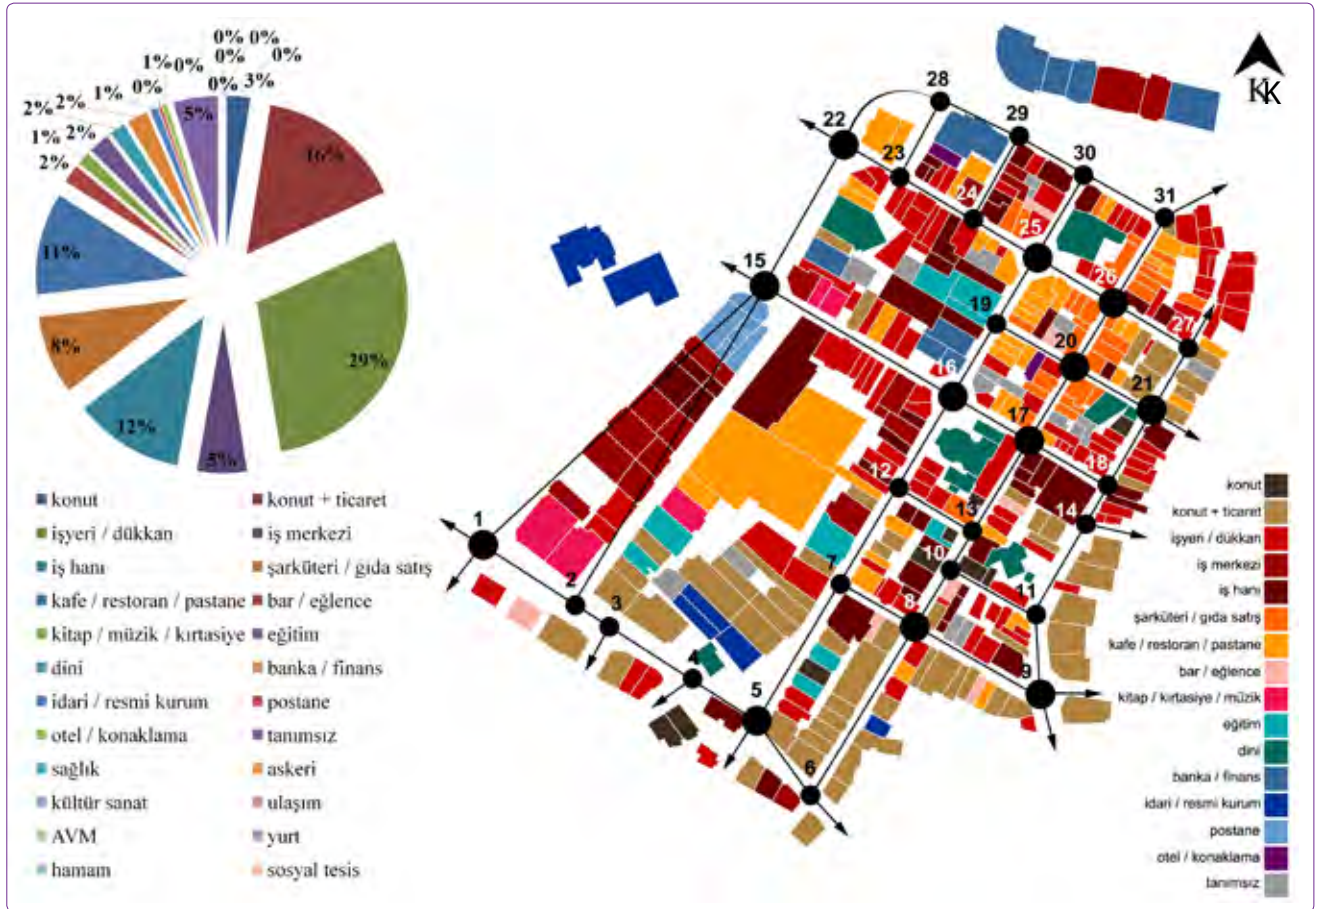 0% 0%
1% 0% 0% 0%
1% 0% 0% 3%
2% 2%
5%
1% 2%
2%
16%
11%
29%
8%
12%
5%
konut konut + ticaret
işyeri / dükkan iş merkezi
iş hanı şarküteri / gıda satış
kafe / restoran / pastane bar / eğlence
kitap / müzik / kırtasiye eğitim
dini banka / finans
idari / resmi kurum postane
otel / konaklama tanımsız
sağlık askeri
kültür sanat ulaşım
AVM yurt
hamam sosyal tesis
KK
28
22
29
23
30
24
31
25
15
26
19
27
20
16
21
17
12
18
13
14
1
10
7
11
2
3
8
4
9
5
6
konut
konut + ticaret
işyeri / dükkan
iş merkezi
iş hanı
şarküteri / gıda satış
kafe / restoran / pastane
bar / eğlence
kitap / kırtasiye / müzik
eğitim
dini
banka / finans
idari / resmi kurum
postane
otel / konaklama
tanımsız